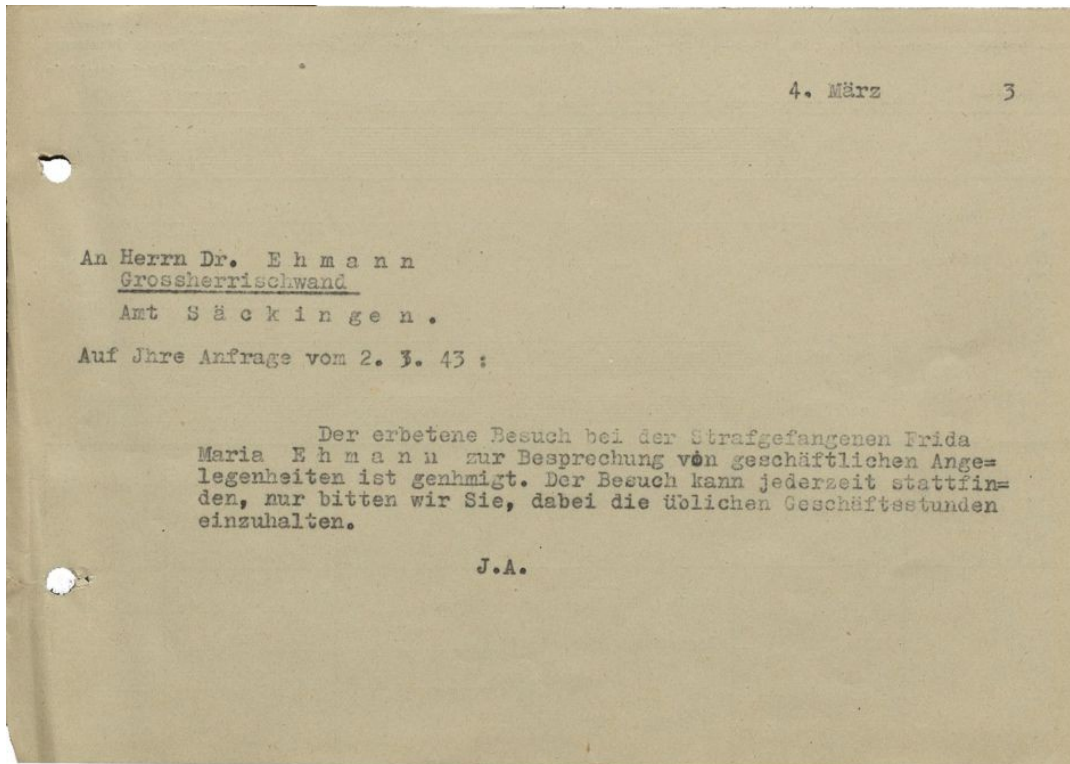 4. März 3
An Herrn Dr. E h m a n n
Grossherrischwand
Amt S ä c k i n g e n .
Auf Jhre Anfrage vom 2. 3. 43 :
Der erbetene Besuch bei der Strafgefangenen Frida
Maria E h m a n n zur Besprechung von geschäftlichen Ange=
legenheiten ist genhmigt. Der Besuch kann jederzeit stattfin=
den, nur bitten wir Sie, dabei die üblichen Geschäftsstunden
einzuhalten.
J.A.